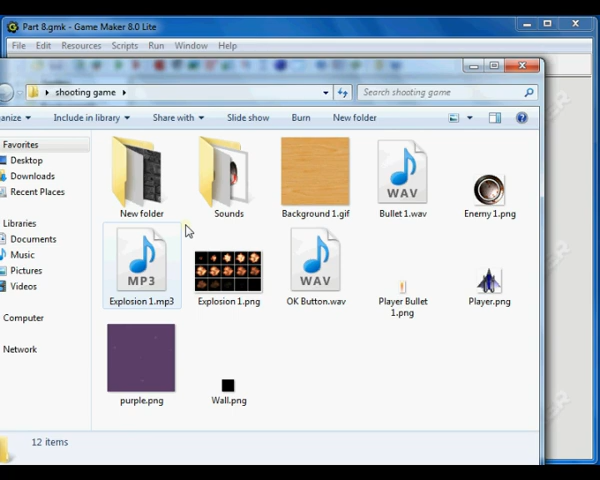 Part 8.gmk - Game Maker 8.0 Lite
File Edit Resources Scripts Run Window Help
shooting game
Search shooting game
anize Include in library Share with Slide show Burn New folder
Favorites
Desktop
Downloads
Recent Places
Libraries
Documents
Music
Pictures
Videos
Computer
Network
New folder
Sounds
Background 1.gif
WAV
Bullet 1.wav
Enemy 1.png
MP3
Explosion 1.mp3
Explosion 1.png
WAV
OK Button.wav
Player Bullet
1.png
Player.png
purple.png
Wall.png
12 items